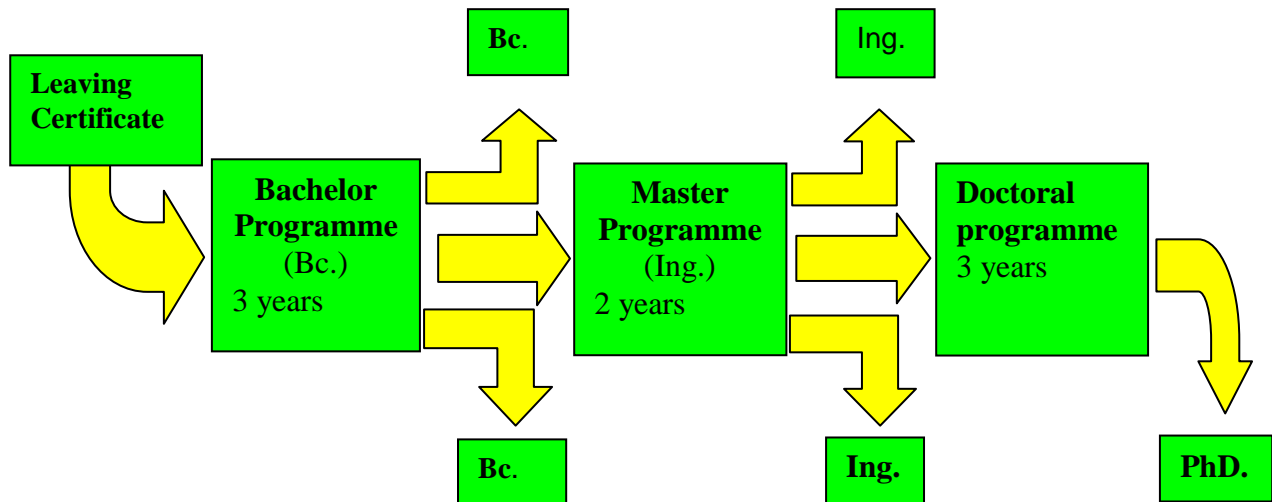 Bc.
Ing.
Leaving
Certificate
Bachelor
Programme
(Bc.)
3 years
Master
Programme
(Ing.)
2 years
Doctoral
programme
3 years
Bc.
Ing.
PhD.